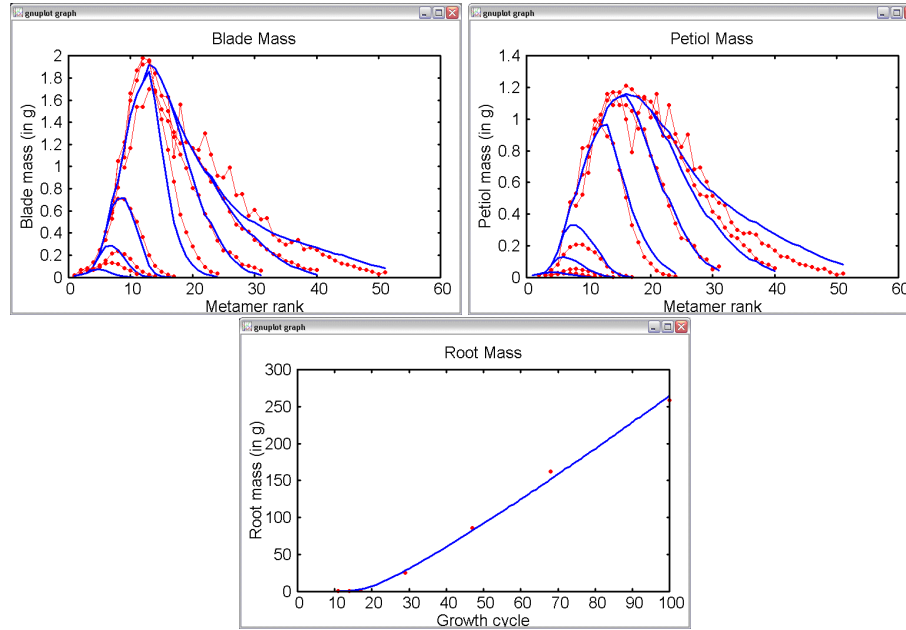 gnuplot graph
Blade Mass
Blade mass (in g)
2
1.8
1.6
1.4
1.2
1
0.8
0.6
0.4
0.2
0
0 10 20 30 40 50 60
Metamer rank
gnuplot graph
Petiol Mass
Petiol mass (in g)
1.4
1.2
1
0.8
0.6
0.4
0.2
0
0 10 20 30 40 50 60
Metamer rank
gnuplot graph
Root Mass
Root mass (in g)
300
250
200
150
100
50
0
0 10 20 30 40 50 60 70 80 90 100
Growth cycle